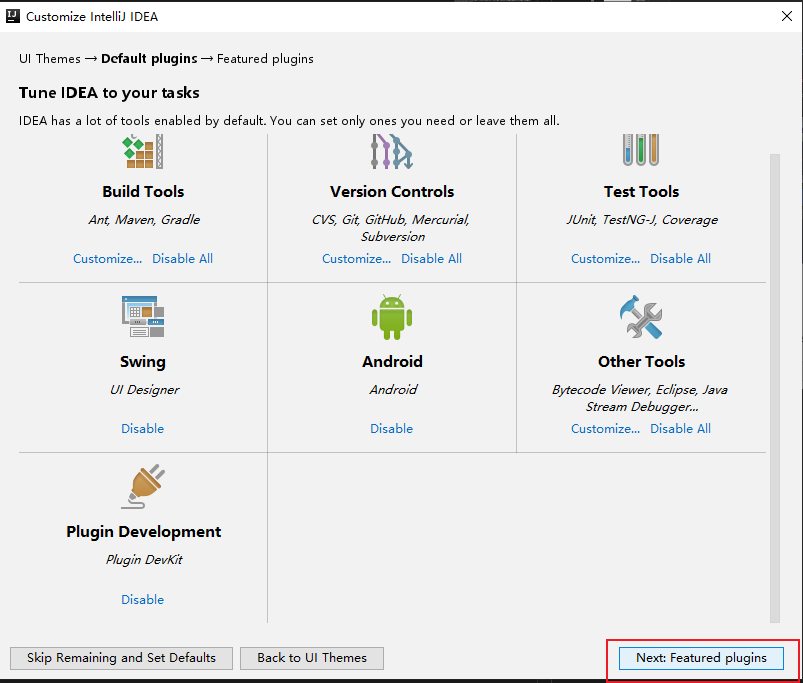 Customize IntelliJ IDEA
UI Themes → Default plugins → Featured plugins
Tune IDEA to your tasks
IDEA has a lot of tools enabled by default. You can set only ones you need or leave them all.
Build Tools
Ant, Maven, Gradle
Customize... Disable All
Version Controls
CVS, Git, GitHub, Mercurial,
Subversion
Customize... Disable All
Test Tools
JUnit, TestNG-J, Coverage
Customize... Disable All
Swing
UI Designer
Disable
Android
Android
Disable
Other Tools
Bytecode Viewer, Eclipse, Java
Stream Debugger...
Customize... Disable All
Plugin Development
Plugin DevKit
Disable
Skip Remaining and Set Defaults
Back to UI Themes
Next: Featured plugins